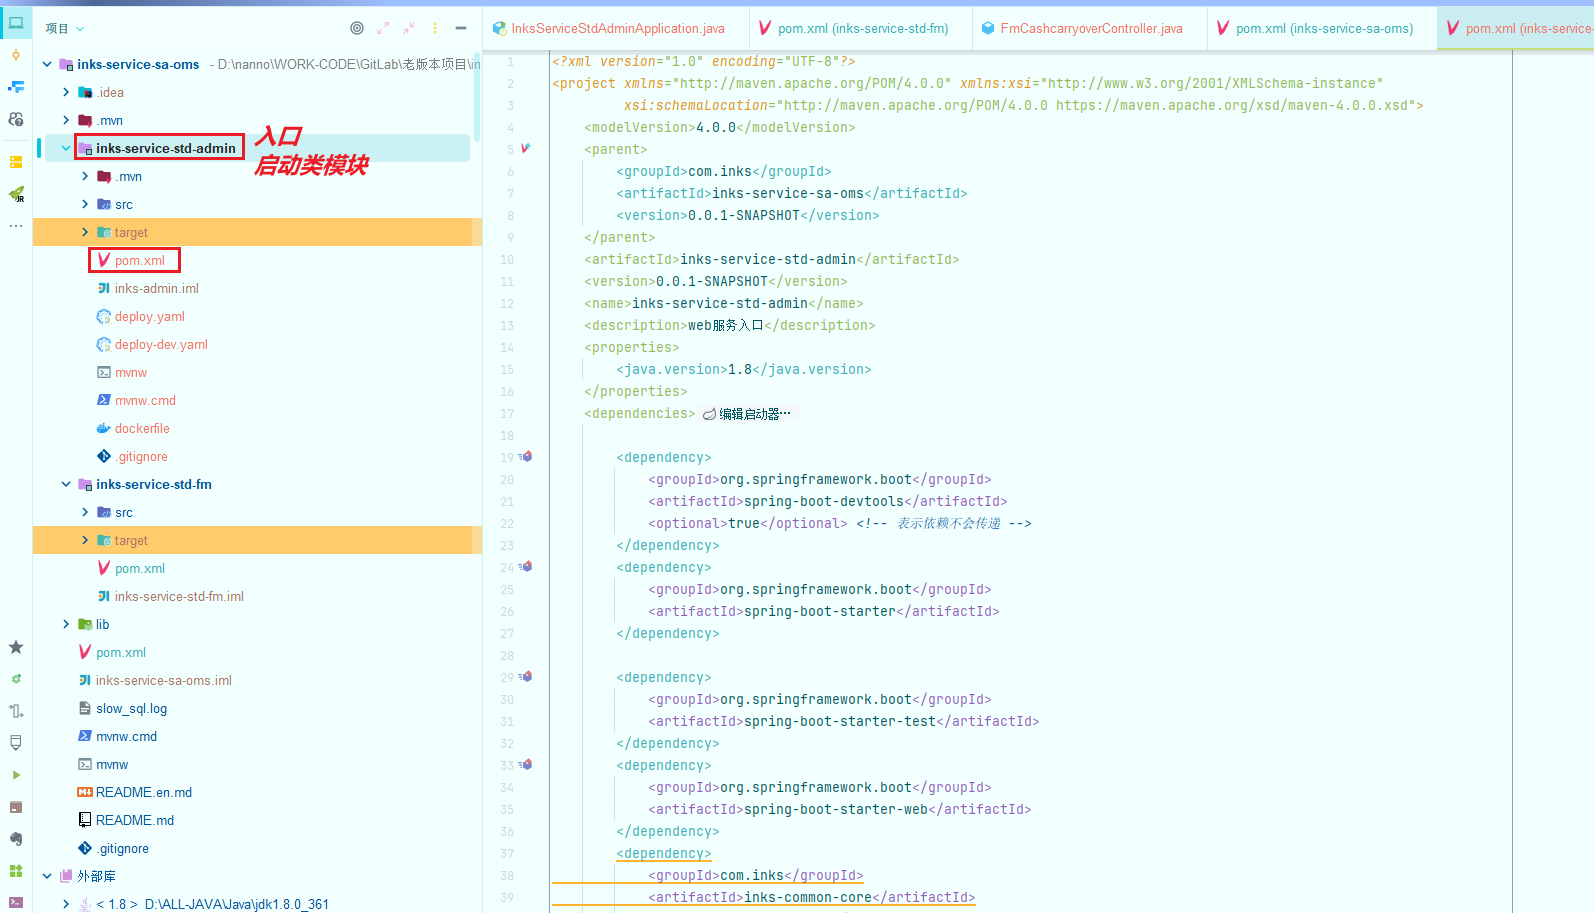 项目
inks-service-sa-oms - D:\nanno\WORK-CODE\GitLab\老版本项目\in
.idea
.mvn
inks-service-std-admin
入口
启动类模块
.mvn
src
target
pom.xml
inks-admin.iml
deploy.yaml
deploy-dev.yaml
mvnw
mvnw.cmd
dockerfile
.gitignore
inks-service-std-fm
src
target
pom.xml
inks-service-std-fm.iml
lib
pom.xml
inks-service-sa-oms.iml
slow_sql.log
mvnw.cmd
mvnw
README.en.md
README.md
.gitignore
外部库
< 1.8 > D:\ALL-JAVA\Java\jdk1.8.0_361
InksServiceStdAdminApplication.java
pom.xml (inks-service-std-fm)
FmCashcarryoverController.java
pom.xml (inks-service-sa-oms)
pom.xml (inks-service-
1 <?xml version="1.0" encoding="UTF-8"?>
2 <project xmlns="http://maven.apache.org/POM/4.0.0" xmlns:xsi="http://www.w3.org/2001/XMLSchema-instance"
3 xsi:schemaLocation="http://maven.apache.org/POM/4.0.0 https://maven.apache.org/xsd/maven-4.0.0.xsd">
4 <modelVersion>4.0.0</modelVersion>
5 <parent>
6 <groupId>com.inks</groupId>
7 <artifactId>inks-service-sa-oms</artifactId>
8 <version>0.0.1-SNAPSHOT</version>
9 </parent>
10 <artifactId>inks-service-std-admin</artifactId>
11 <version>0.0.1-SNAPSHOT</version>
12 <name>inks-service-std-admin</name>
13 <description>web服务入口</description>
14 <properties>
15 <java.version>1.8</java.version>
16 </properties>
17 <dependencies> 编辑启动器...
18
19 <dependency>
20 <groupId>org.springframework.boot</groupId>
21 <artifactId>spring-boot-devtools</artifactId>
22 <optional>true</optional> <!-- 表示依赖不会传递 -->
23 </dependency>
24 <dependency>
25 <groupId>org.springframework.boot</groupId>
26 <artifactId>spring-boot-starter</artifactId>
27 </dependency>
28
29 <dependency>
30 <groupId>org.springframework.boot</groupId>
31 <artifactId>spring-boot-starter-test</artifactId>
32 </dependency>
33 <dependency>
34 <groupId>org.springframework.boot</groupId>
35 <artifactId>spring-boot-starter-web</artifactId>
36 </dependency>
37 <dependency>
38 <groupId>com.inks</groupId>
39 <artifactId>inks-common-core</artifactId>